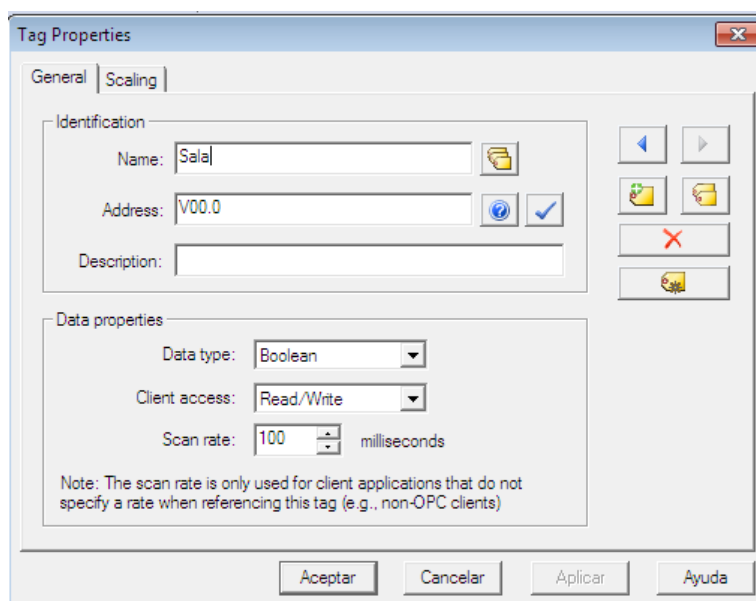 Tag Properties
General
Scaling
Identification
Name:
Sala
Address:
V00.0
Description:
Data properties
Data type:
Boolean
Client access:
Read/Write
Scan rate:
100
milliseconds
Note: The scan rate is only used for client applications that do not
specify a rate when referencing this tag (e.g., non-OPC clients)
Aceptar
Cancelar
Aplicar
Ayuda